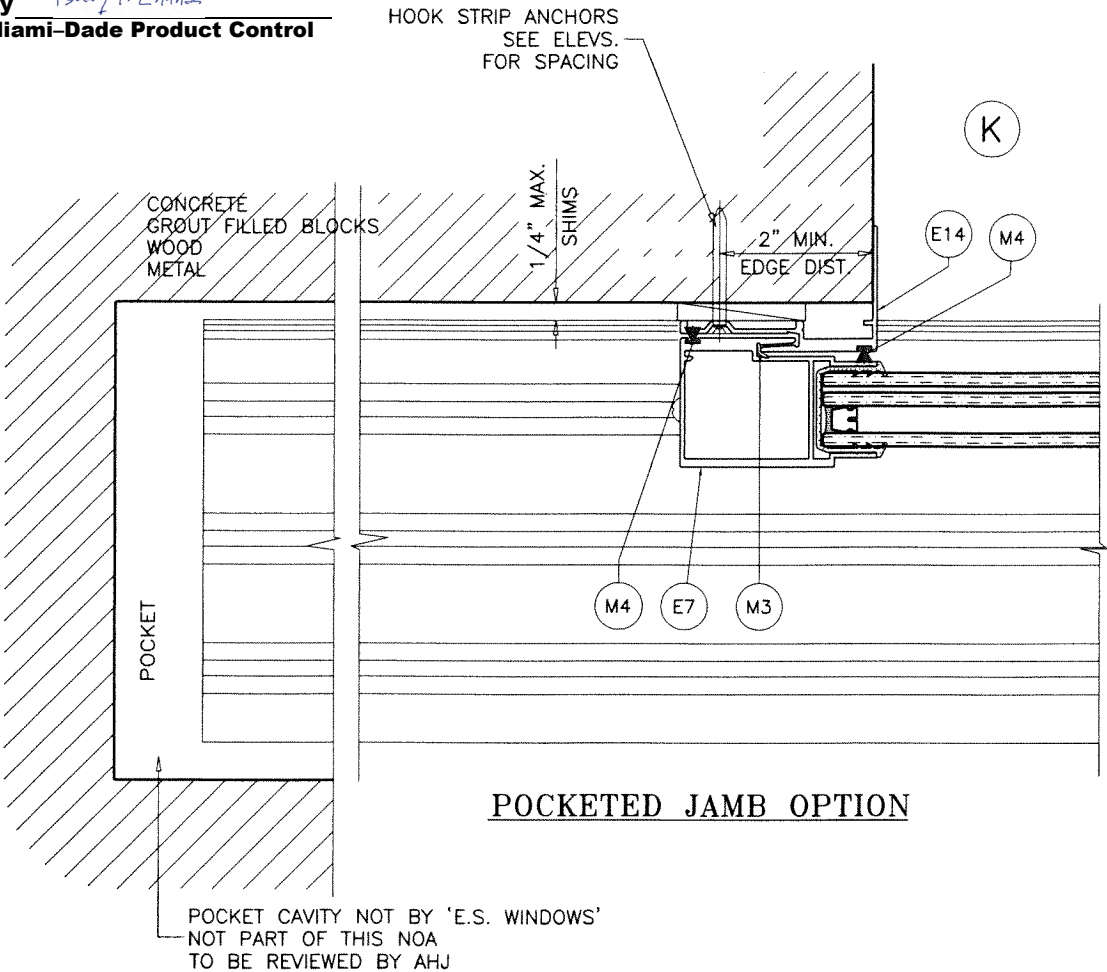 y
Miami–Dade Product Control
HOOK STRIP ANCHORS
SEE ELEVS.
FOR SPACING
K
CONCRETE
GROUT FILLED BLOCKS
WOOD
METAL
1/4" MAX.
SHIMS
2" MIN.
EDGE DIST.
E14
M4
M4
E7
M3
POCKET
POCKETED JAMB OPTION
POCKET CAVITY NOT BY 'E.S. WINDOWS'
NOT PART OF THIS NOA
TO BE REVIEWED BY AHJ